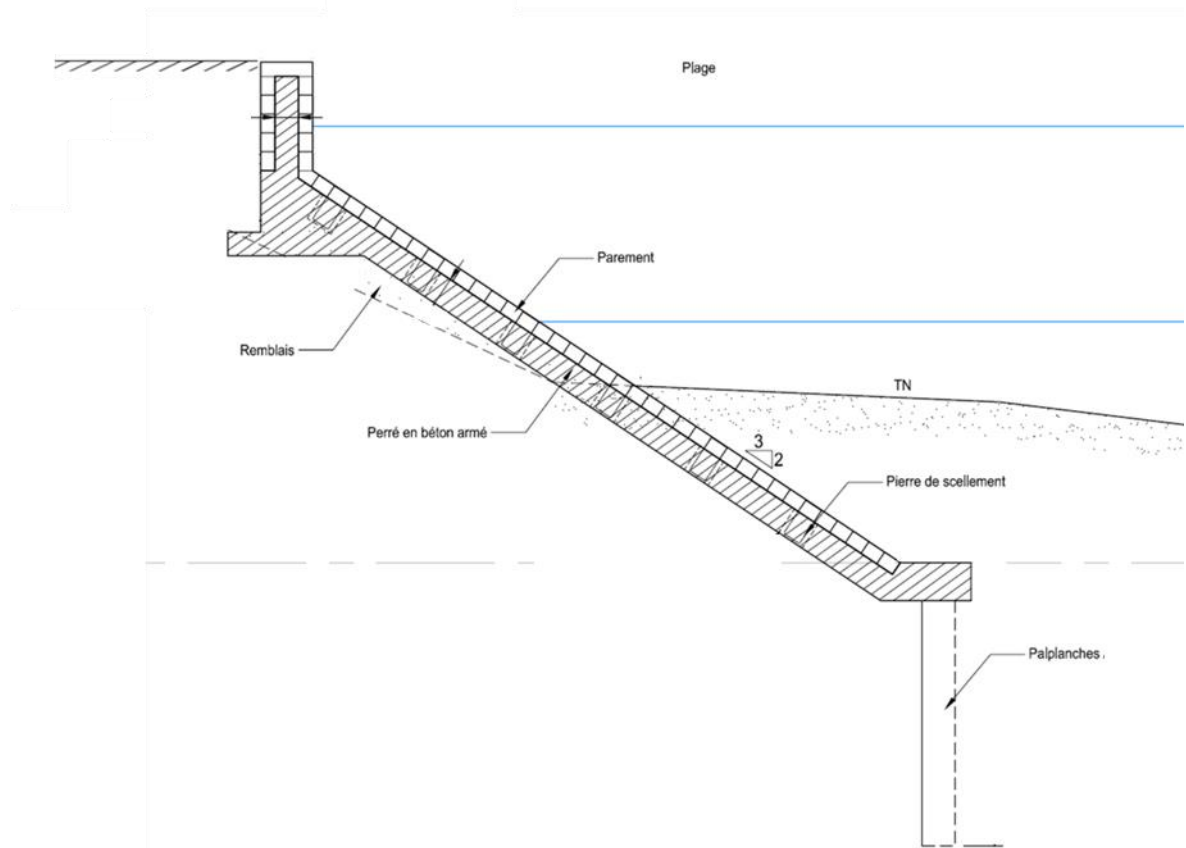 Plage
Parement
Remblais
TN
Perré en béton armé
3
2
Pierre de scellement
Palplanches